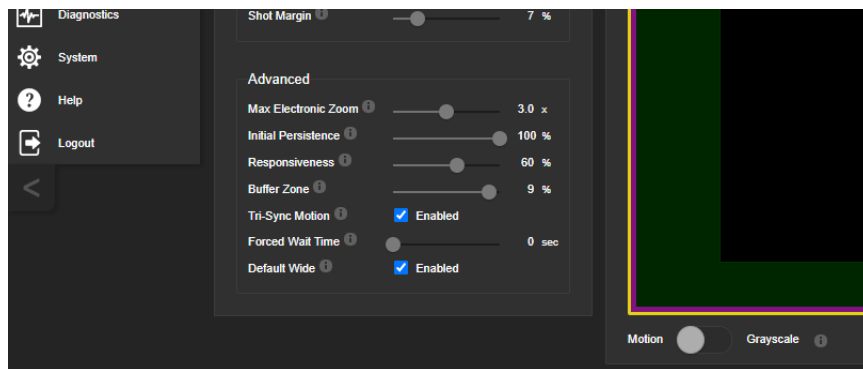 Diagnostics
System
Help
Logout
<
Shot Margin 7 %
Advanced
Max Electronic Zoom 3.0 x
Initial Persistence 100 %
Responsiveness 60 %
Buffer Zone 9 %
Tri-Sync Motion Enabled
Forced Wait Time 0 sec
Default Wide Enabled
Motion Grayscale